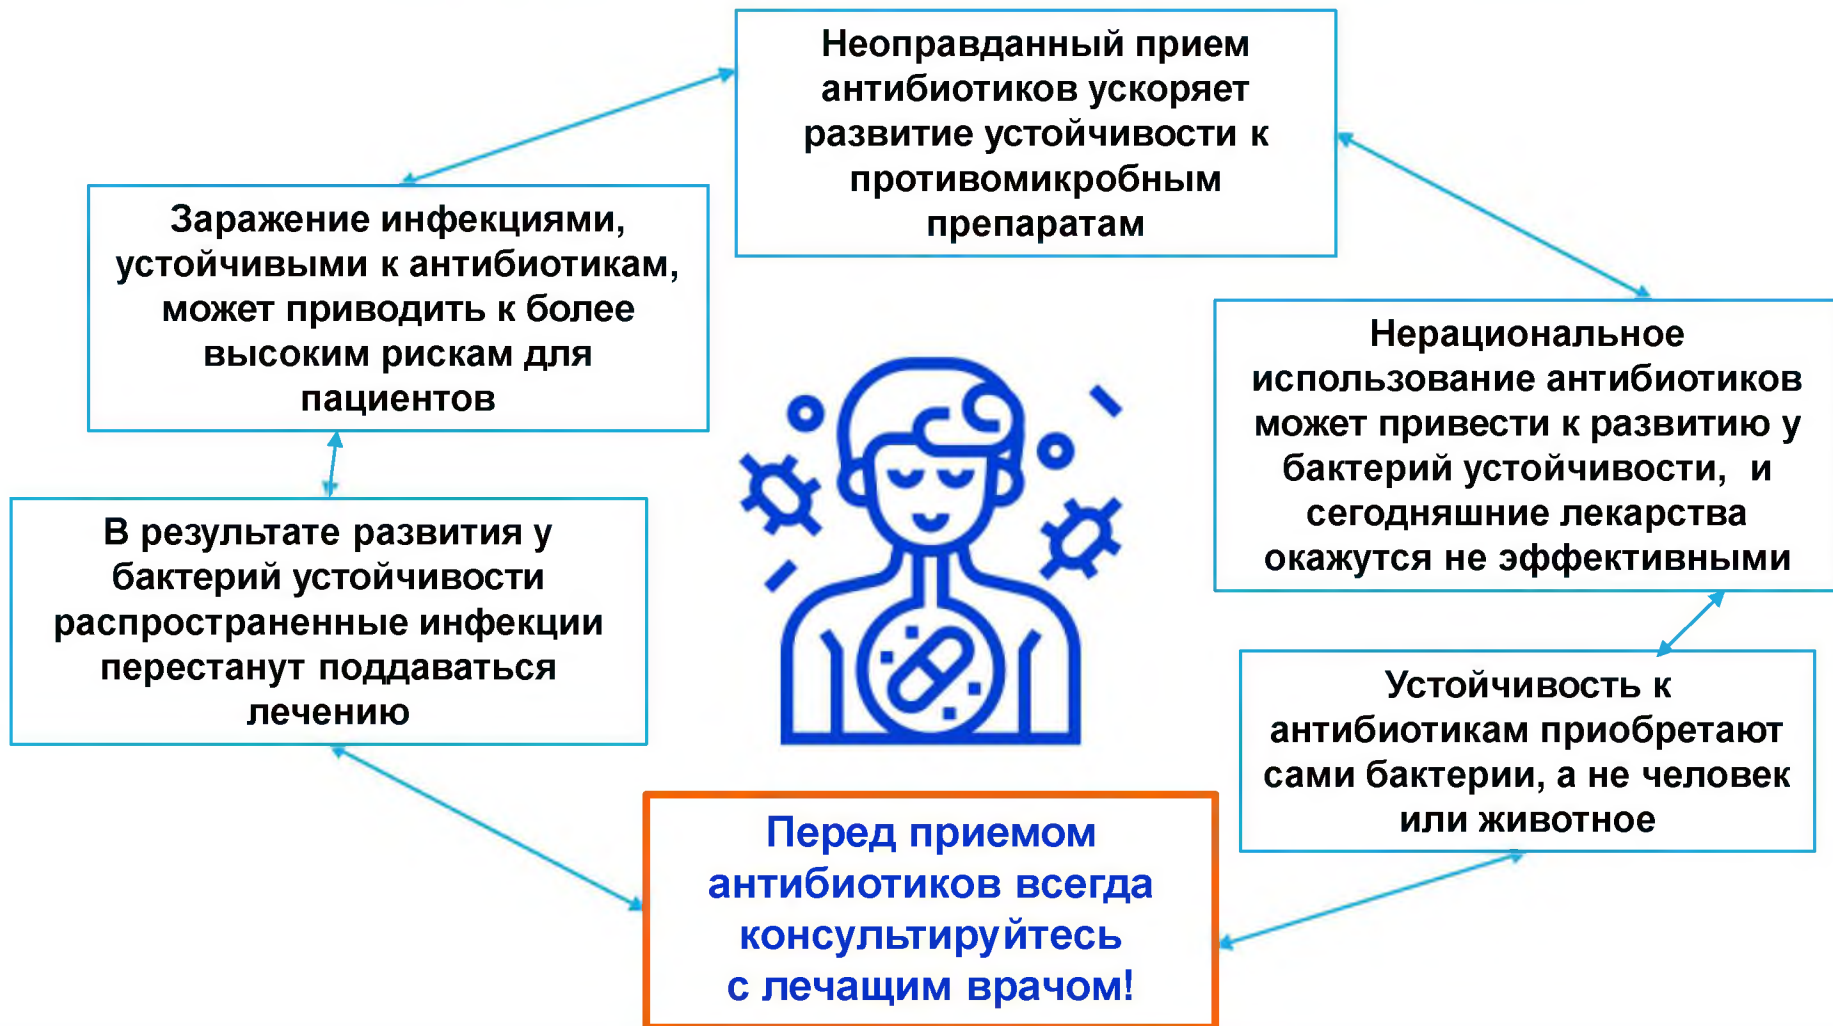 Неоправданный прием
антибиотиков ускоряет
развитие устойчивости к
противомикробным
препаратам
Заражение инфекциями,
устойчивыми к антибиотикам,
может приводить к более
высоким рискам для
пациентов
Нерациональное
использование антибиотиков
может привести к развитию у
бактерий устойчивости, и
сегодняшние лекарства
окажутся не эффективными
В результате развития у
бактерий устойчивости
распространенные инфекции
перестанут поддаваться
лечению
Устойчивость к
антибиотикам приобретают
сами бактерии, а не человек
или животное
Перед приемом
антибиотиков всегда
консультируйтесь
с лечащим врачом!